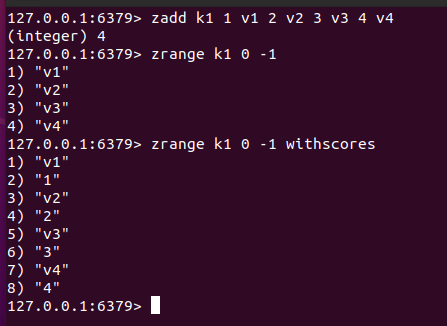 127.0.0.1:6379> zadd k1 1 v1 2 v2 3 v3 4 v4
(integer) 4
127.0.0.1:6379> zrange k1 0 -1
1) "v1"
2) "v2"
3) "v3"
4) "v4"
127.0.0.1:6379> zrange k1 0 -1 withscores
1) "v1"
2) "1"
3) "v2"
4) "2"
5) "v3"
6) "3"
7) "v4"
8) "4"
127.0.0.1:6379>